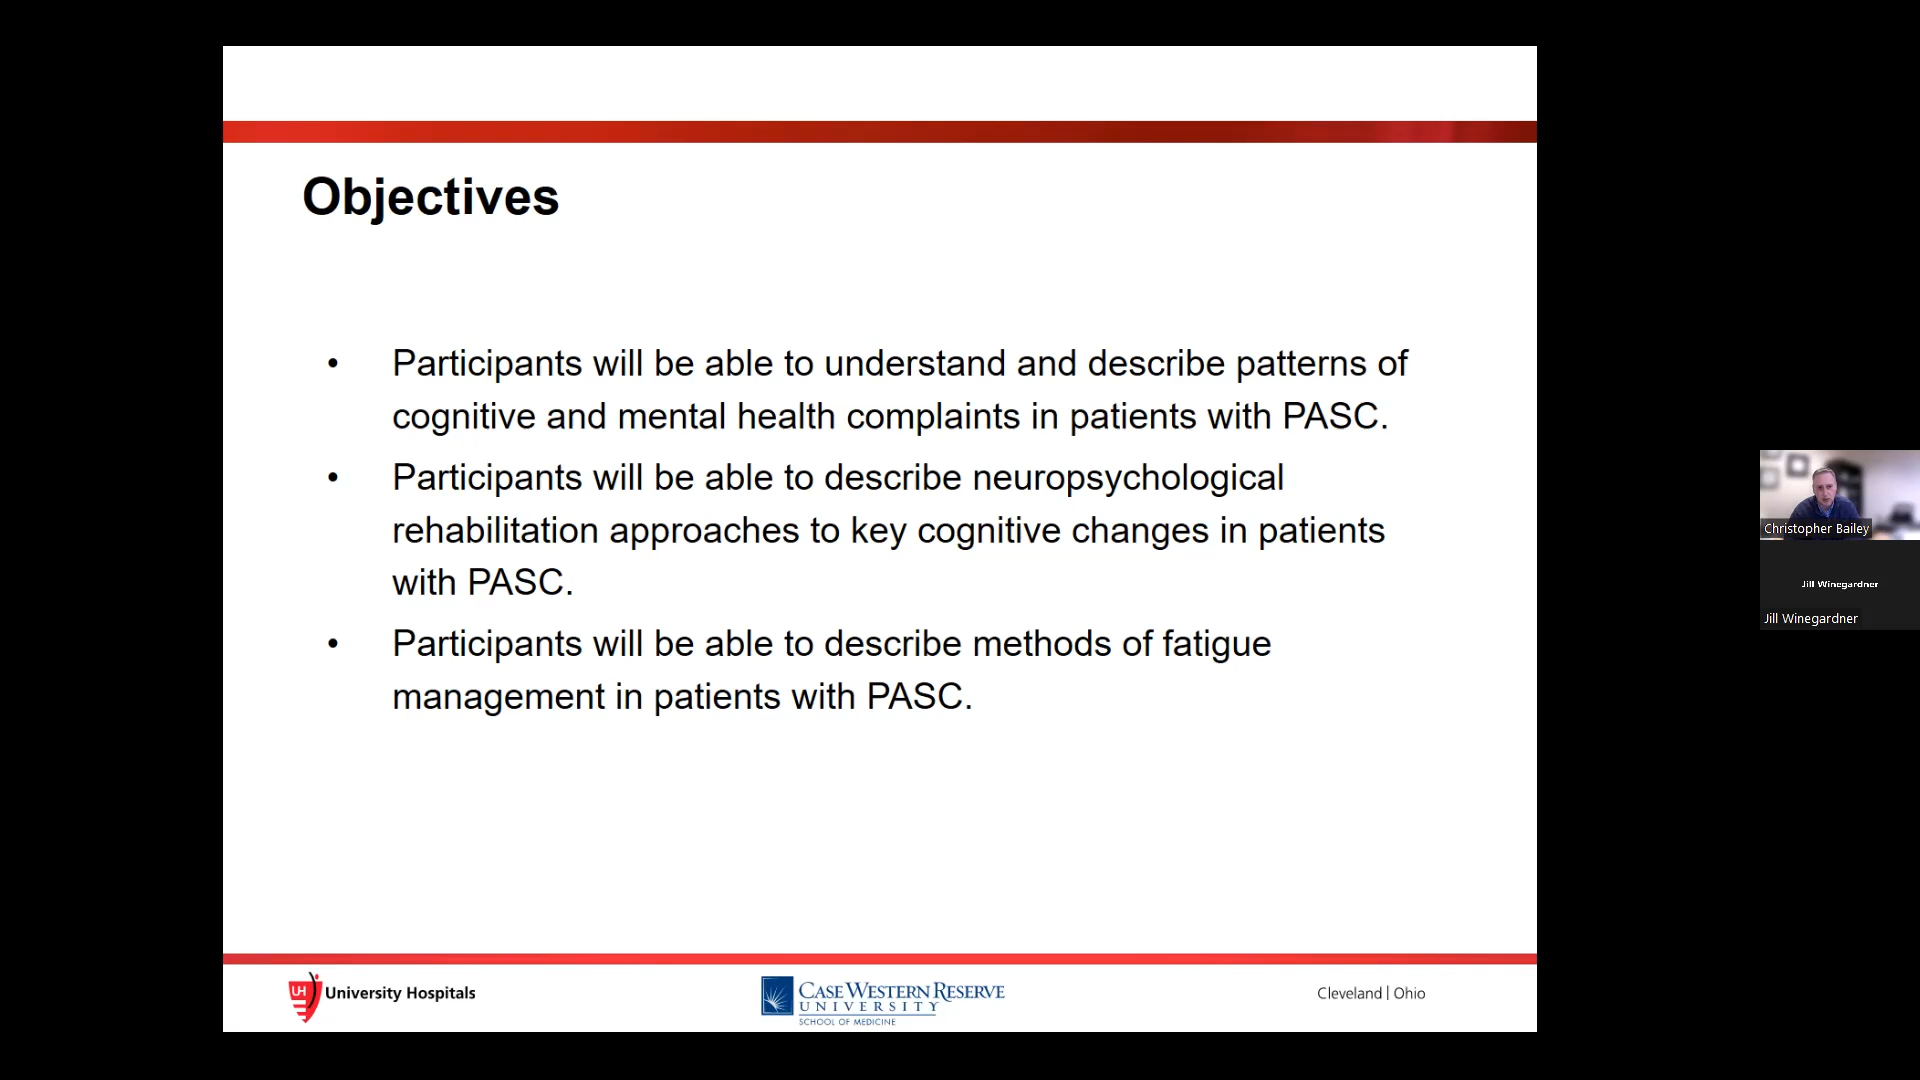 Objectives
• Participants will be able to understand and describe patterns of
cognitive and mental health complaints in patients with PASC.
• Participants will be able to describe neuropsychological
rehabilitation approaches to key cognitive changes in patients
with PASC.
• Participants will be able to describe methods of fatigue
management in patients with PASC.
Christopher Bailey
Jill Winegardner
Jill Winegardner
UH University Hospitals
CASE WESTERN RESERVE
UNIVERSITY
SCHOOL OF MEDICINE
Cleveland | Ohio